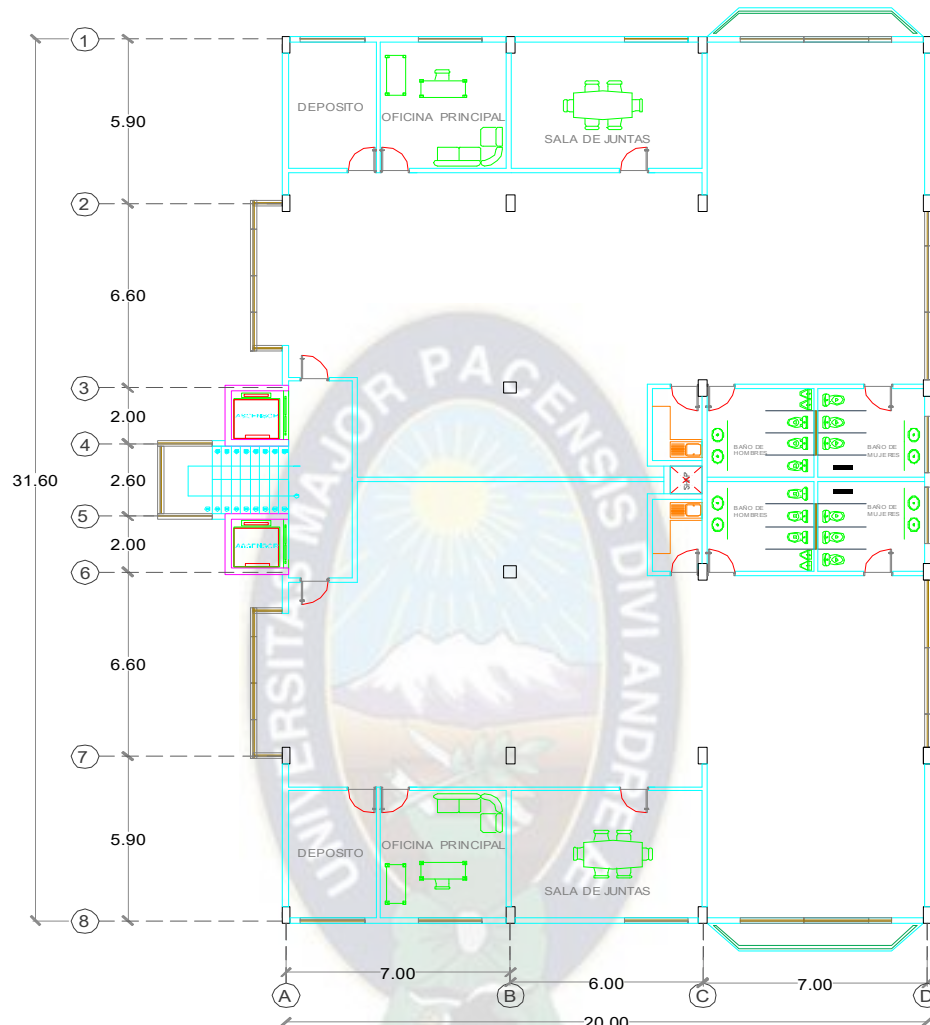 1
5.90
DEPOSITO
OFICINA PRINCIPAL
SALA DE JUNTAS
2
6.60
3
2.00
ASCENSOR
4
31.60
2.60
BAÑO DE
HOMBRES
BAÑO DE
MUJERES
BAÑO DE
HOMBRES
BAÑO DE
MUJERES
5
2.00
ASCENSOR
6
6.60
7
5.90
DEPOSITO
OFICINA PRINCIPAL
SALA DE JUNTAS
8
7.00
6.00
7.00
A
B
C
D
20.00
UNIVERSITAS MAJOR PACENSIS DIVI ANDREAE